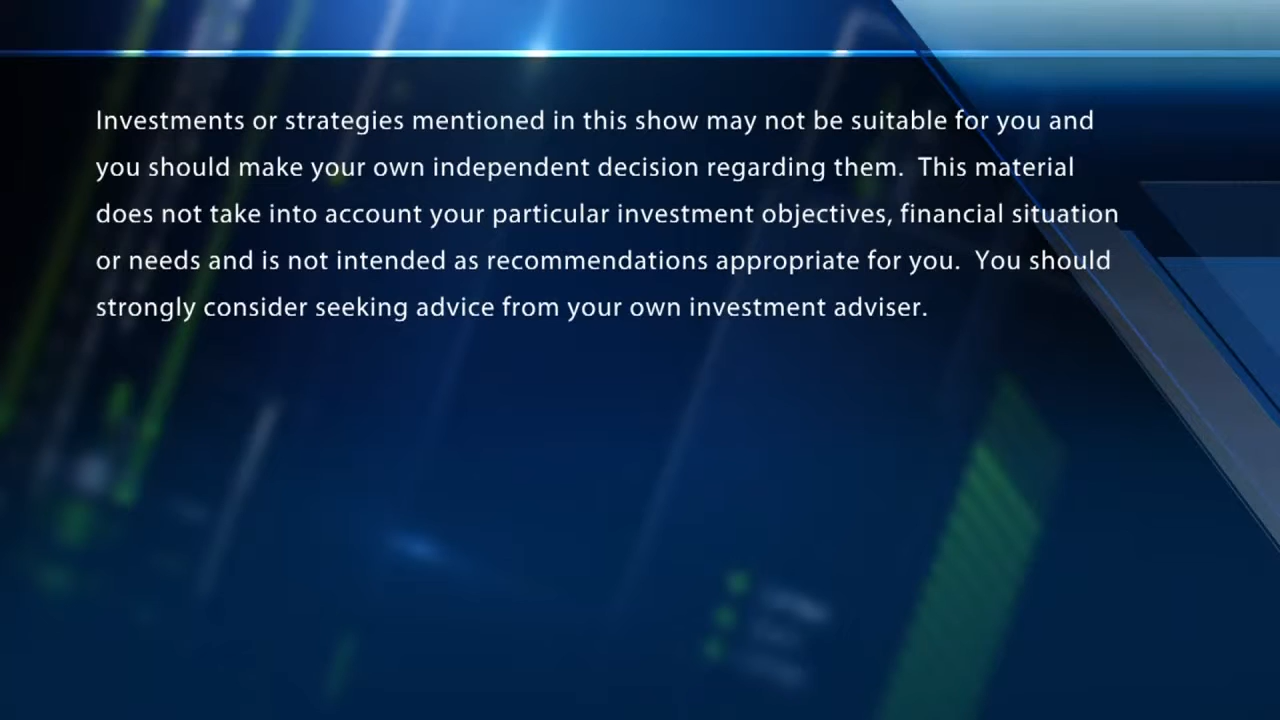 Investments or strategies mentioned in this show may not be suitable for you and
you should make your own independent decision regarding them.  This material
does not take into account your particular investment objectives, financial situation
or needs and is not intended as recommendations appropriate for you.  You should
strongly consider seeking advice from your own investment adviser.